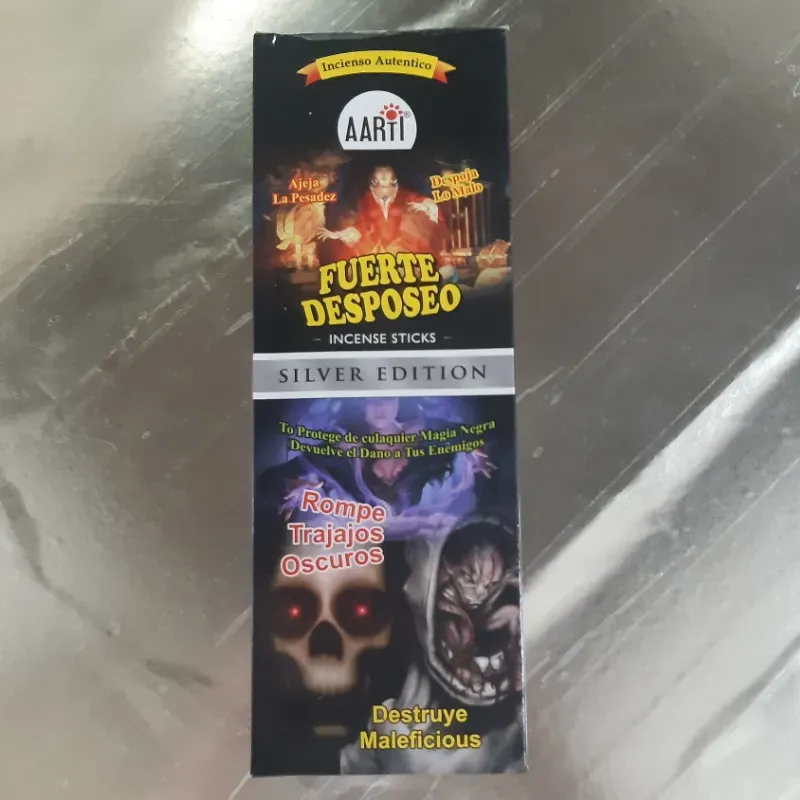 Incienso Autentico
AARTI®
Ajeja
La Pesadez
Despoja
Lo Malo
FUERTE
DESPOSEO
INCENSE STICKS
SILVER EDITION
To Protege de culaquier Magia Negra
Devuelve el Dano a Tus Enemigos
Rompe
Trajajos
Oscuros
Destruye
Maleficious